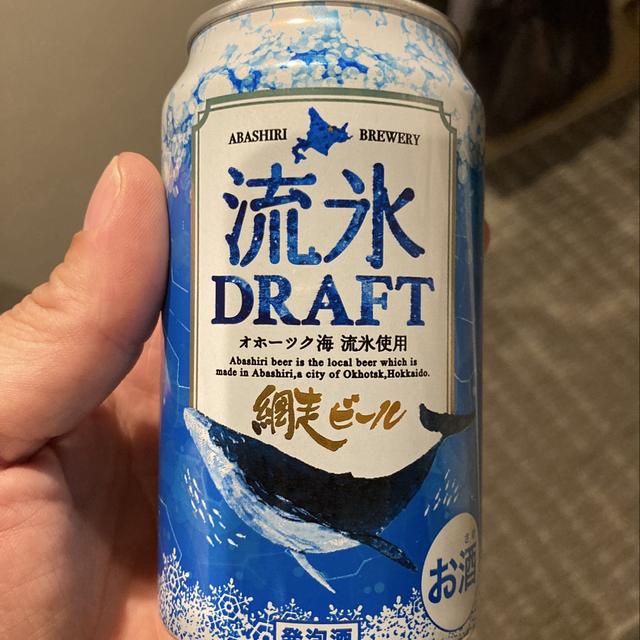 ABASHIRI BREWERY
流氷
DRAFT
オホーツク海 流氷使用
Abashiri beer is the local beer which is
made in Abashiri,a city of Okhotsk,Hokkaido.
網走ビール
お酒
発泡酒